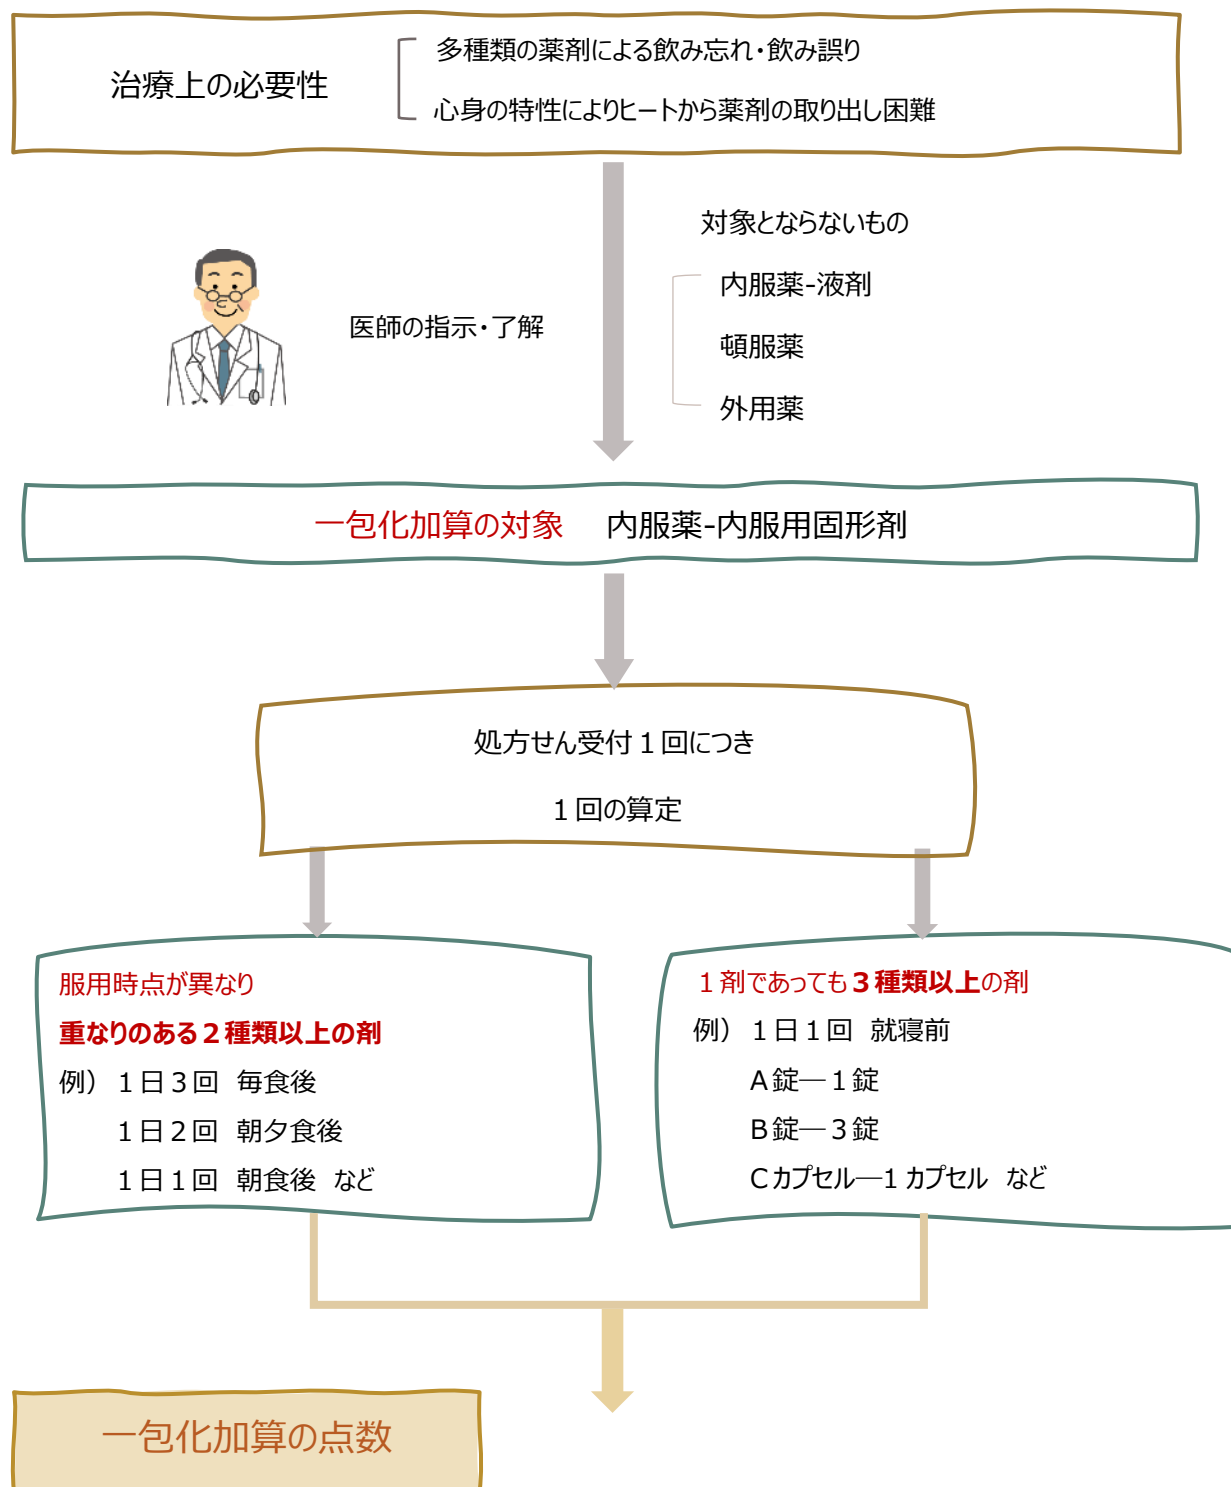 治療上の必要性
多種類の薬剤による飲み忘れ・飲み誤り
心身の特性によりヒートから薬剤の取り出し困難
医師の指示・了解
対象とならないもの
内服薬-液剤
頓服薬
外用薬
一包化加算の対象　内服薬-内服用固形剤
処方せん受付１回につき
１回の算定
服用時点が異なり
重なりのある２種類以上の剤
例）１日３回　毎食後
１日２回　朝夕食後
１日１回　朝食後　など
１剤であっても３種類以上の剤
例）１日１回　就寝前
Ａ錠―１錠
Ｂ錠―３錠
Ｃカプセル―1 カプセル　など
一包化加算の点数